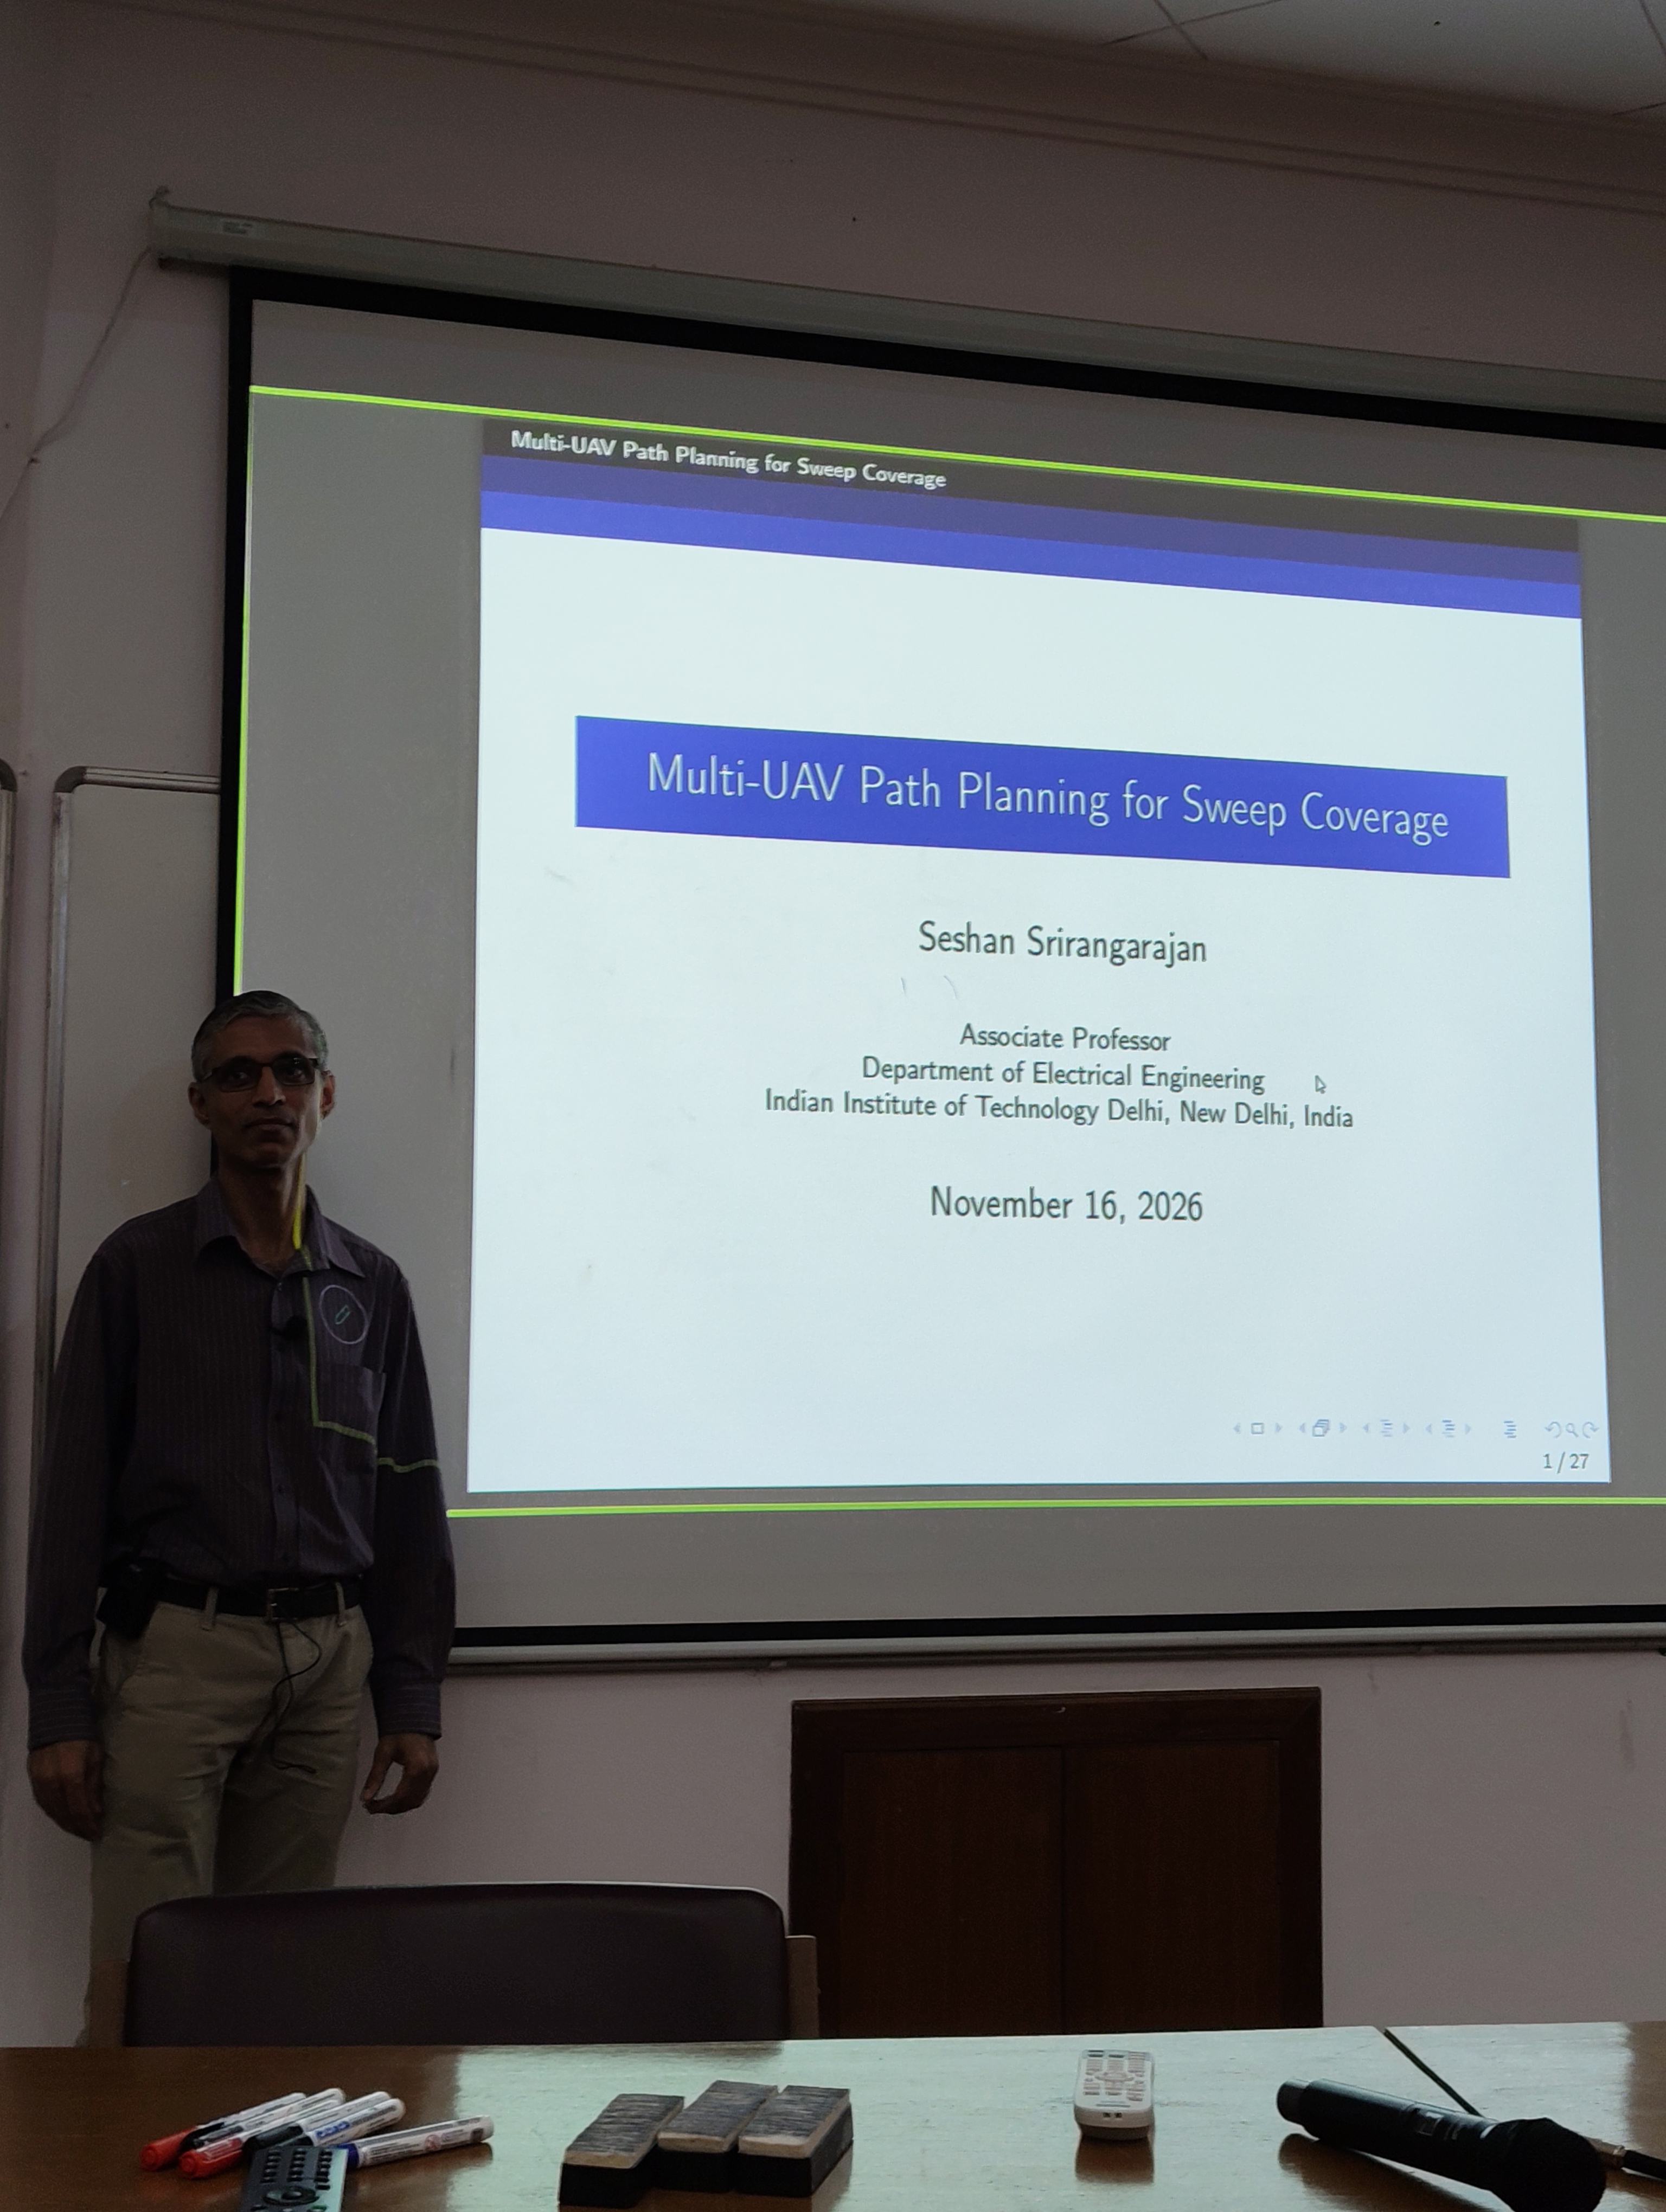 Multi-UAV Path Planning for Sweep Coverage
Multi-UAV Path Planning for Sweep Coverage
Seshan Srirangarajan
Associate Professor
Department of Electrical Engineering
Indian Institute of Technology Delhi, New Delhi, India
November 16, 2026
1 / 27